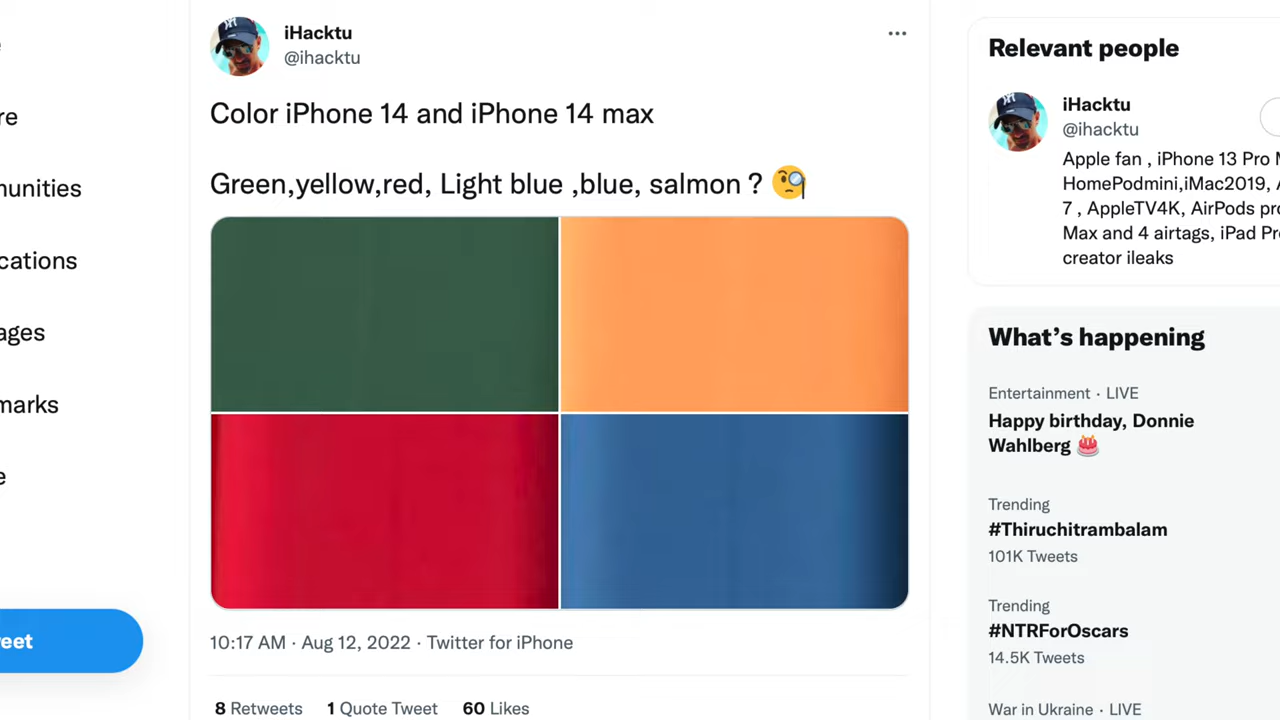 re
munities
cations
ages
marks
e
eet
iHacktu
@ihacktu
Color iPhone 14 and iPhone 14 max
Green,yellow,red, Light blue ,blue, salmon ? 🧐
10:17 AM · Aug 12, 2022 · Twitter for iPhone
8 Retweets 1 Quote Tweet 60 Likes
Relevant people
iHacktu
@ihacktu
Apple fan , iPhone 13 Pro M
HomePodmini,iMac2019, A
7 , AppleTV4K, AirPods pro
Max and 4 airtags, iPad Pro
creator ileaks
What's happening
Entertainment · LIVE
Happy birthday, Donnie
Wahlberg 🎂
Trending
#Thiruchitrambalam
101K Tweets
Trending
#NTRForOscars
14.5K Tweets
War in Ukraine · LIVE